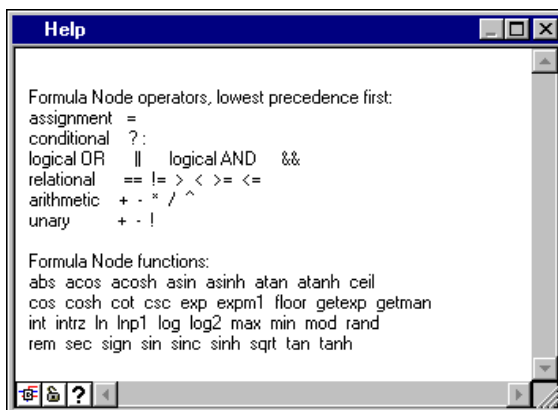 Help
Formula Node operators, lowest precedence first:
assignment =
conditional ? :
logical OR || logical AND &&
relational == != > < >= <=
arithmetic + - * / ^
unary + - !
Formula Node functions:
abs acos acosh asin asinh atan atanh ceil
cos cosh cot csc exp expm1 floor getexp getman
int intrz ln lnp1 log log2 max min mod rand
rem sec sign sin sinc sinh sqrt tan tanh
?